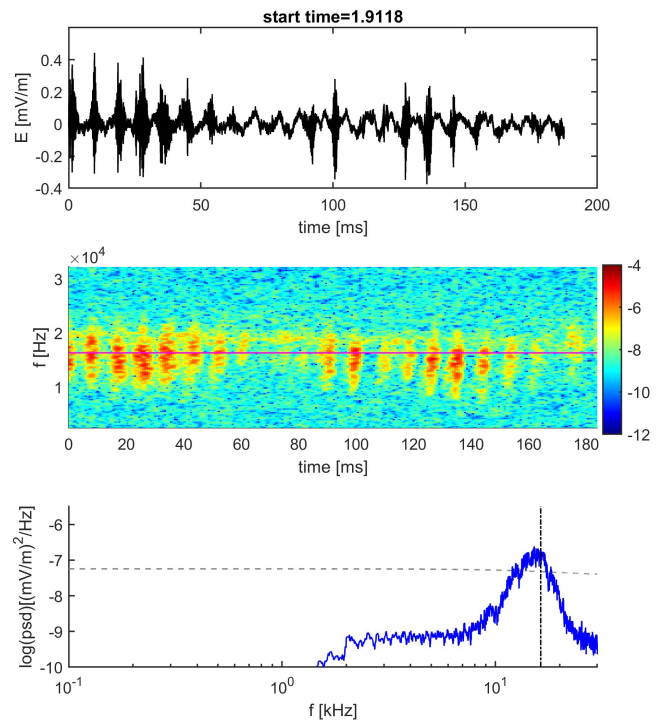 start time=1.9118
E [mV/m]
0.4
0.2
0
-0.2
-0.4
0 50 100 150 200
time [ms]
×10⁴
f [Hz]
3
2
1
0 20 40 60 80 100 120 140 160 180
time [ms]
-4
-6
-8
-10
-12
log(psd)[(mV/m)²/Hz]
-6
-7
-8
-9
-10
10⁻¹ 10⁰ 10¹
f [kHz]